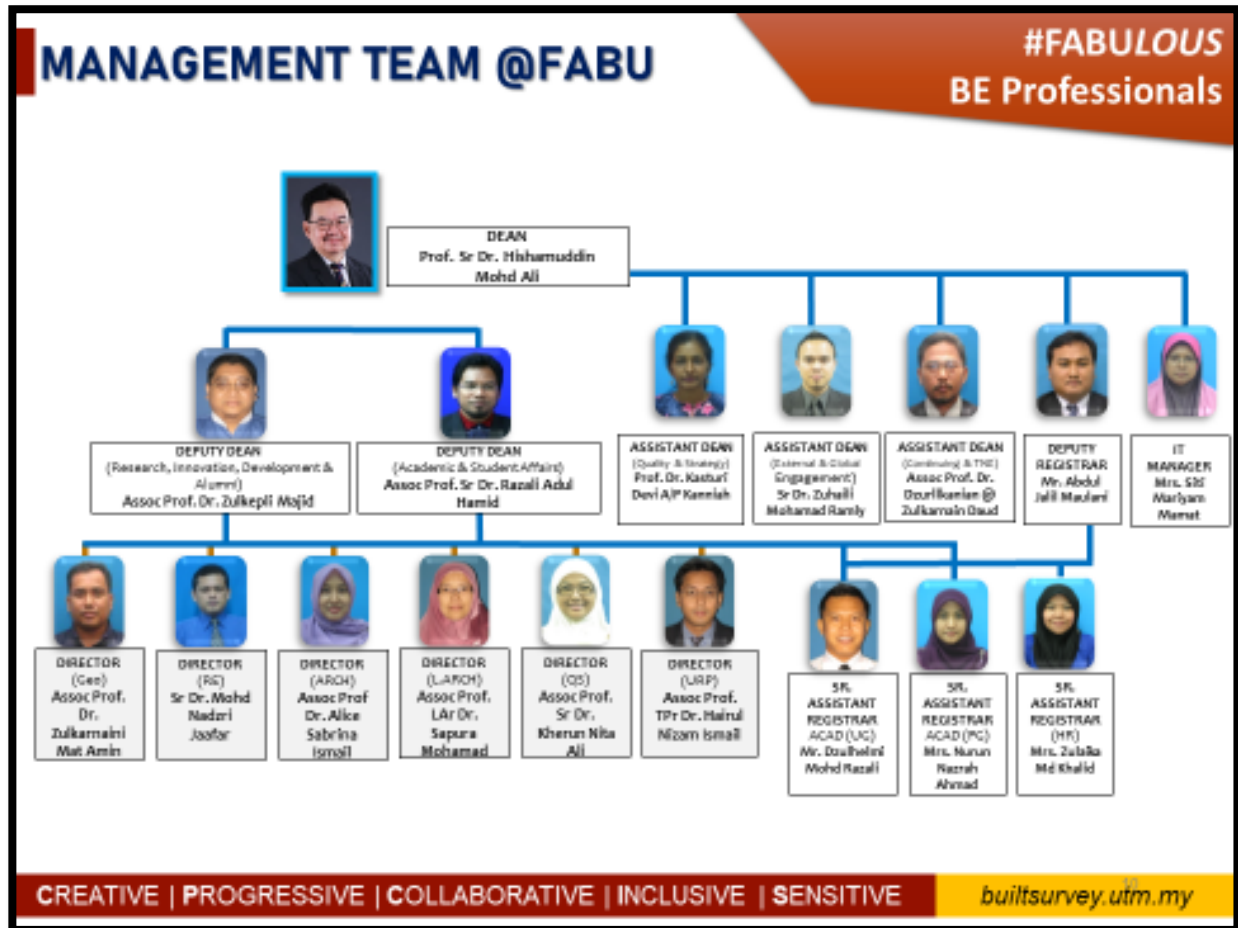 MANAGEMENT TEAM @FABU
#FABULOUS
BE Professionals
DEAN
Prof. Sr Dr. Hishamuddin
Mohd Ali
DEPUTY DEAN
(Research, Innovation, Development &
Alumni)
Assoc Prof. Dr. Zulkepli Majid
DEPUTY DEAN
(Academic & Student Affairs)
Assoc Prof. Sr Dr. Razali Adul
Hamid
ASSISTANT DEAN
(Quality & Strategy)
Prof. Dr. Kasturi
Devi A/P Kanniah
ASSISTANT DEAN
(External & Global
Engagement)
Sr Dr. Zuhaili
Mohamad Ramly
ASSISTANT DEAN
(Continuing & TNE)
Assoc Prof. Dr.
Dzurllkanian @
Zulkarnain Daud
DEPUTY
REGISTRAR
Mr. Abdul
Jalil Maulani
IT
MANAGER
Mrs. Siti
Mariyam
Mamat
DIRECTOR
(Geo)
Assoc Prof.
Dr.
Zulkarnaini
Mat Amin
DIRECTOR
(RE)
Sr Dr. Mohd
Nadzri
Jaafar
DIRECTOR
(ARCH)
Assoc Prof
Dr. Alice
Sabrina
Ismail
DIRECTOR
(L.ARCH)
Assoc Prof.
LAr Dr.
Sapura
Mohamad
DIRECTOR
(QS)
Assoc Prof.
Sr Dr.
Kherun Nita
Ali
DIRECTOR
(URP)
Assoc Prof.
TPr Dr. Hairul
Nizam Ismail
SR.
ASSISTANT
REGISTRAR
ACAD (UG)
Mr. Dzulhelmi
Mohd Razali
SR.
ASSISTANT
REGISTRAR
ACAD (PG)
Mrs. Nurun
Nazrah
Ahmad
SR.
ASSISTANT
REGISTRAR
(HR)
Mrs. Zulaika
Md Khalid
CREATIVE | PROGRESSIVE | COLLABORATIVE | INCLUSIVE | SENSITIVE
builtsurvey.utm.my